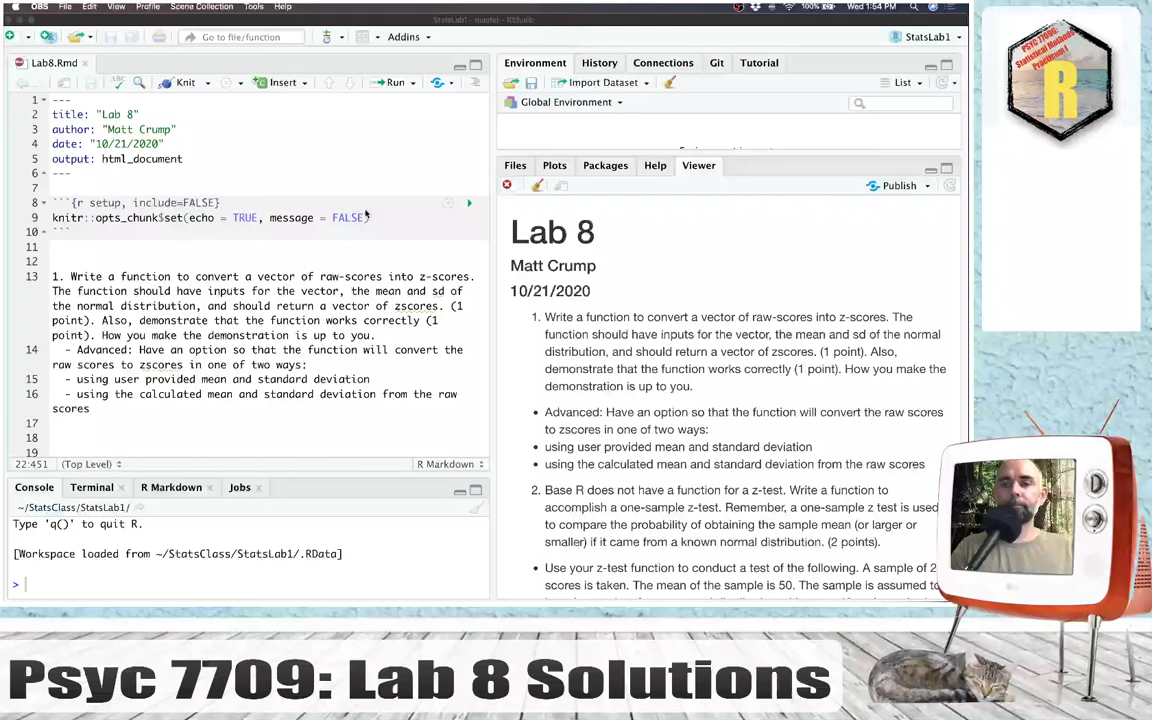 OBS File Edit View Profile Scene Collection Tools Help 100% Wed 1:54 PM
StatsLab1 - master - RStudio
Go to file/function Addins StatsLab1
Lab8.Rmd
Knit Insert Run
1 ---
2 title: "Lab 8"
3 author: "Matt Crump"
4 date: "10/21/2020"
5 output: html_document
6 ---
7
8 ```{r setup, include=FALSE}
9 knitr::opts_chunk$set(echo = TRUE, message = FALSE)
10 ```
11
12
13 1. Write a function to convert a vector of raw-scores into z-scores.
The function should have inputs for the vector, the mean and sd of
the normal distribution, and should return a vector of zscores. (1
point). Also, demonstrate that the function works correctly (1
point). How you make the demonstration is up to you.
14 - Advanced: Have an option so that the function will convert the
raw scores to zscores in one of two ways:
15 - using user provided mean and standard deviation
16 - using the calculated mean and standard deviation from the raw
scores
17
18
19
22:451 (Top Level) R Markdown
Console Terminal R Markdown Jobs
~/StatsClass/StatsLab1/
Type 'q()' to quit R.
[Workspace loaded from ~/StatsClass/StatsLab1/.RData]
>
Environment History Connections Git Tutorial
Import Dataset List
Global Environment
Files Plots Packages Help Viewer
Publish
Lab 8
Matt Crump
10/21/2020
1. Write a function to convert a vector of raw-scores into z-scores. The
function should have inputs for the vector, the mean and sd of the normal
distribution, and should return a vector of zscores. (1 point). Also,
demonstrate that the function works correctly (1 point). How you make the
demonstration is up to you.
• Advanced: Have an option so that the function will convert the raw scores
to zscores in one of two ways:
• using user provided mean and standard deviation
• using the calculated mean and standard deviation from the raw scores
2. Base R does not have a function for a z-test. Write a function to
accomplish a one-sample z-test. Remember, a one-sample z test is used
to compare the probability of obtaining the sample mean (or larger or
smaller) if it came from a known normal distribution. (2 points).
• Use your z-test function to conduct a test of the following. A sample of 2
scores is taken. The mean of the sample is 50. The sample is assumed to
PSYC 7709:
Statistical Methods
Practicum I
R
Psyc 7709: Lab 8 Solutions